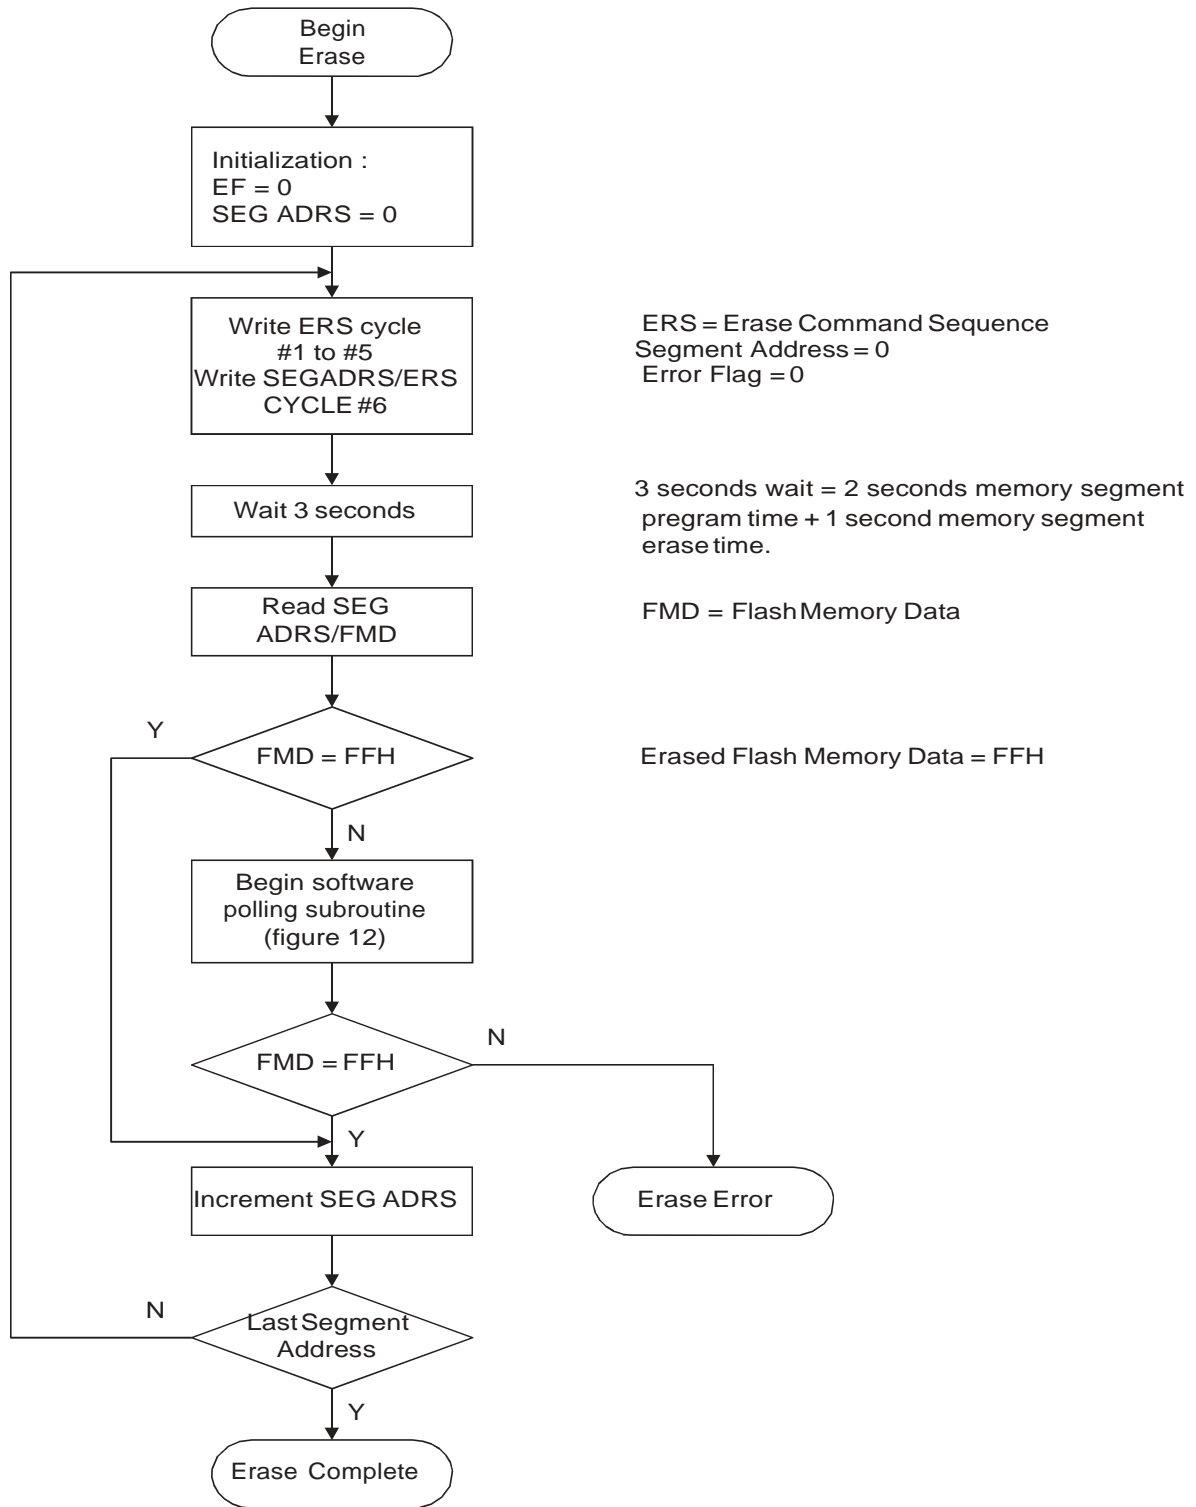 Begin
Erase
Initialization :
EF = 0
SEG ADRS = 0
Write ERS cycle
#1 to #5
Write SEGADRS/ERS
CYCLE #6
ERS = Erase Command Sequence
Segment Address = 0
Error Flag = 0
Wait 3 seconds
3 seconds wait = 2 seconds memory segment
pregram time + 1 second memory segment
erase time.
Read SEG
ADRS/FMD
FMD = Flash Memory Data
Y
FMD = FFH
Erased Flash Memory Data = FFH
N
Begin software
polling subroutine
(figure 12)
N
FMD = FFH
Y
Increment SEG ADRS
Erase Error
N
Last Segment
Address
Y
Erase Complete